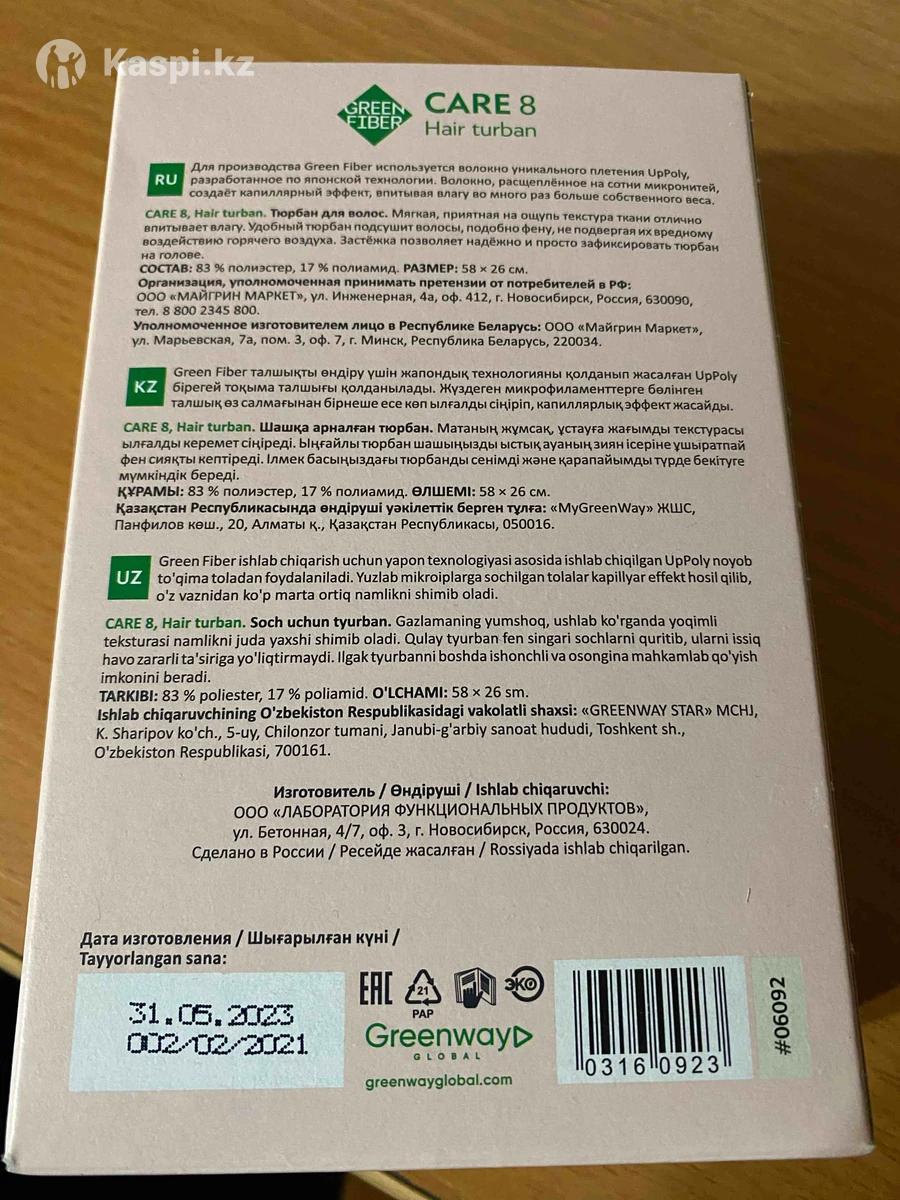 Kaspi.kz
GREEN
FIBER
CARE 8
Hair turban
RU
Для производства Green Fiber используется волокно уникального плетения UpPoly,
разработанное по японской технологии. Волокно, расщеплённое на сотни микронитей,
создаёт капиллярный эффект, впитывая влагу во много раз больше собственного веса.
CARE 8, Hair turban. Тюрбан для волос. Мягкая, приятная на ощупь текстура ткани отлично
впитывает влагу. Удобный тюрбан подсушит волосы, подобно фену, не подвергая их вредному
воздействию горячего воздуха. Застёжка позволяет надёжно и просто зафиксировать тюрбан
на голове.
СОСТАВ: 83 % полиэстер, 17 % полиамид. РАЗМЕР: 58 × 26 см.
Организация, уполномоченная принимать претензии от потребителей в РФ:
ООО «МАЙГРИН МАРКЕТ», ул. Инженерная, 4а, оф. 412, г. Новосибирск, Россия, 630090,
тел. 8 800 2345 800.
Уполномоченное изготовителем лицо в Республике Беларусь: ООО «Майгрин Маркет»,
ул. Марьевская, 7а, пом. 3, оф. 7, г. Минск, Республика Беларусь, 220034.
KZ
Green Fiber талшықты өндіру үшін жапондық технологияны қолданып жасалған UpPoly
бірегей тоқыма талшығы қолданылады. Жүздеген микрофиламенттерге бөлінген
талшық өз салмағынан бірнеше есе көп ылғалды сіңіріп, капиллярлық эффект жасайды.
CARE 8, Hair turban. Шашқа арналған тюрбан. Матаның жұмсақ, ұстауға жағымды текстурасы
ылғалды керемет сіңіреді. Ыңғайлы тюрбан шашыңызды ыстық ауаның зиян ісеріне ұшыратпай
фен сияқты кептіреді. Ілмек басыңыздағы тюрбанды сенімді және қарапайымды түрде бекітуге
мүмкіндік береді.
ҚҰРАМЫ: 83 % полиэстер, 17 % полиамид. ӨЛШЕМІ: 58 × 26 см.
Қазақстан Республикасында өндіруші уәкілеттік берген тұлға: «MyGreenWay» ЖШС,
Панфилов көш., 20, Алматы қ., Қазақстан Республикасы, 050016.
UZ
Green Fiber ishlab chiqarish uchun yapon texnologiyasi asosida ishlab chiqilgan UpPoly noyob
to'qima toladan foydalaniladi. Yuzlab mikroiplarga sochilgan tolalar kapillyar effekt hosil qilib,
o'z vaznidan ko'p marta ortiq namlikni shimib oladi.
CARE 8, Hair turban. Soch uchun tyurban. Gazlamaning yumshoq, ushlab ko'rganda yoqimli
teksturasi namlikni juda yaxshi shimib oladi. Qulay tyurban fen singari sochlarni quritib, ularni issiq
havo zararli ta'siriga yo'liqtirmaydi. Ilgak tyurbanni boshda ishonchli va osongina mahkamlab qo'yish
imkonini beradi.
TARKIBI: 83 % poliester, 17 % poliamid. O'LCHAMI: 58 × 26 sm.
Ishlab chiqaruvchining O'zbekiston Respublikasidagi vakolatli shaxsi: «GREENWAY STAR» MCHJ,
K. Sharipov ko'ch., 5-uy, Chilonzor tumani, Janubi-g'arbiy sanoat hududi, Toshkent sh.,
O'zbekiston Respublikasi, 700161.
Изготовитель / Өндіруші / Ishlab chiqaruvchi:
ООО «ЛАБОРАТОРИЯ ФУНКЦИОНАЛЬНЫХ ПРОДУКТОВ»,
ул. Бетонная, 4/7, оф. 3, г. Новосибирск, Россия, 630024.
Сделано в России / Ресейде жасалған / Rossiyada ishlab chiqarilgan.
Дата изготовления / Шығарылған күні /
Tayyorlangan sana:
31.05.2023
002/02/2021
EAC
21
PAP
ЭКО
Greenway
GLOBAL
greenwayglobal.com
03160923
#06092